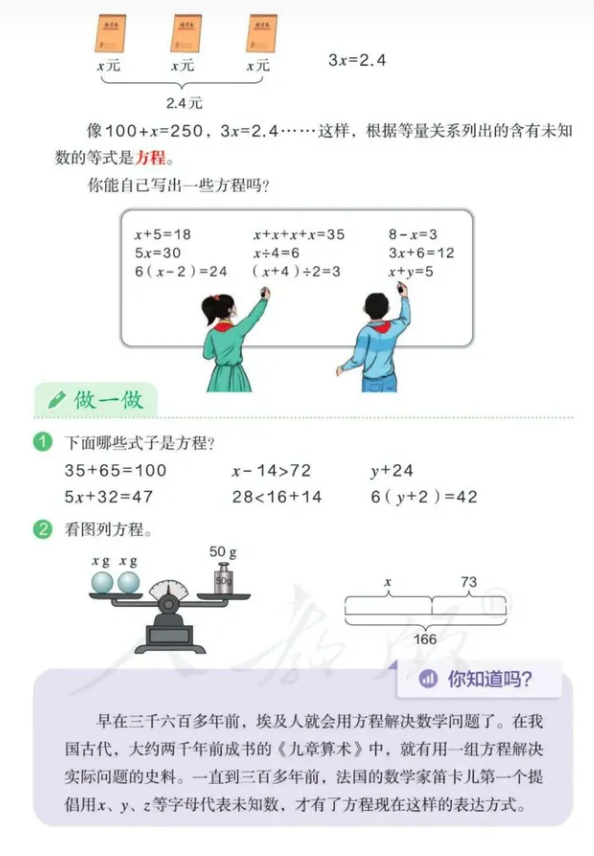 练习本 练习本 练习本
x元 x元 x元 3x=2.4
2.4元
像100+x=250，3x=2.4……这样，根据等量关系列出的含有未知
数的等式是方程。
你能自己写出一些方程吗？
x+5=18 x+x+x+x=35 8-x=3
5x=30 x÷4=6 3x+6=12
6(x-2)=24 (x+4)÷2=3 x+y=5
做一做
1 下面哪些式子是方程？
35+65=100 x-14>72 y+24
5x+32=47 28<16+14 6(y+2)=42
2 看图列方程。
x g x g 50 g
50g
x 73
166
人教版
你知道吗？
早在三千六百多年前，埃及人就会用方程解决数学问题了。在我
国古代，大约两千年前成书的《九章算术》中，就有用一组方程解决
实际问题的史料。一直到三百多年前，法国的数学家笛卡儿第一个提
倡用x、y、z等字母代表未知数，才有了方程现在这样的表达方式。